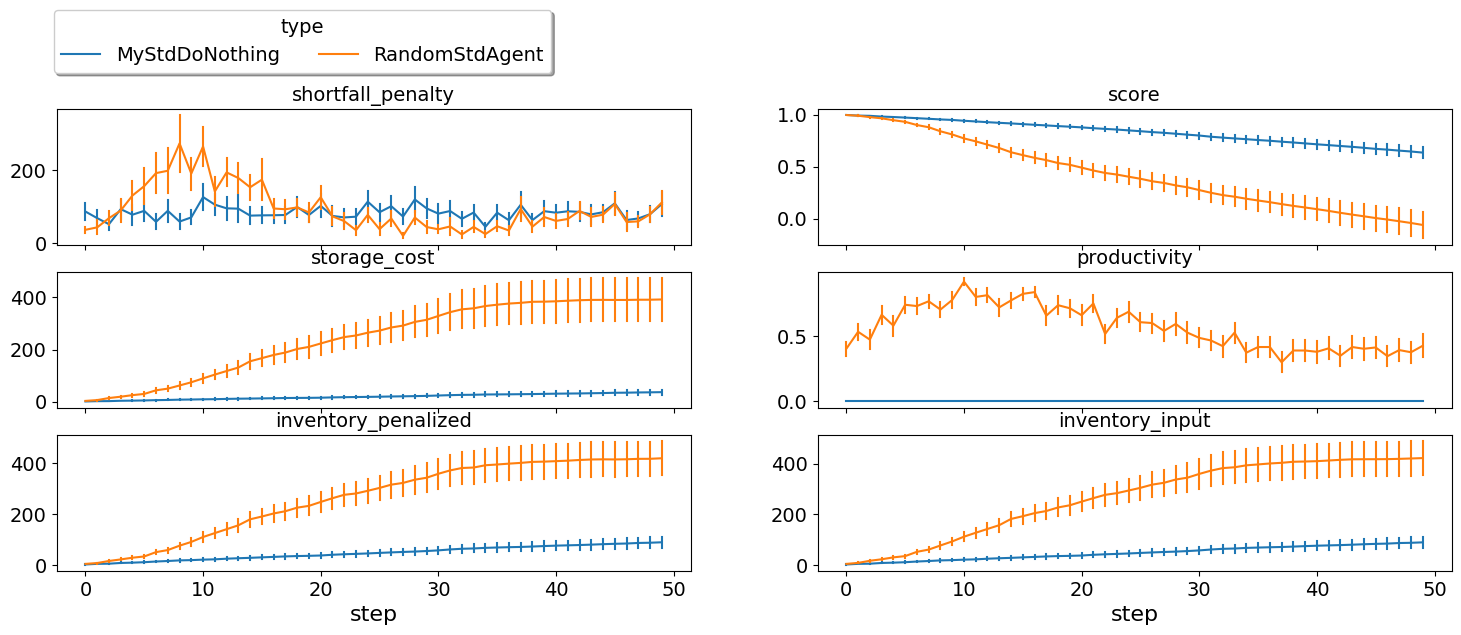 type
MyStdDoNothing RandomStdAgent
shortfall_penalty
200
0
score
1.0
0.5
0.0
storage_cost
400
200
0
productivity
0.5
0.0
inventory_penalized
400
200
0
0 10 20 30 40 50
step
inventory_input
400
200
0
0 10 20 30 40 50
step